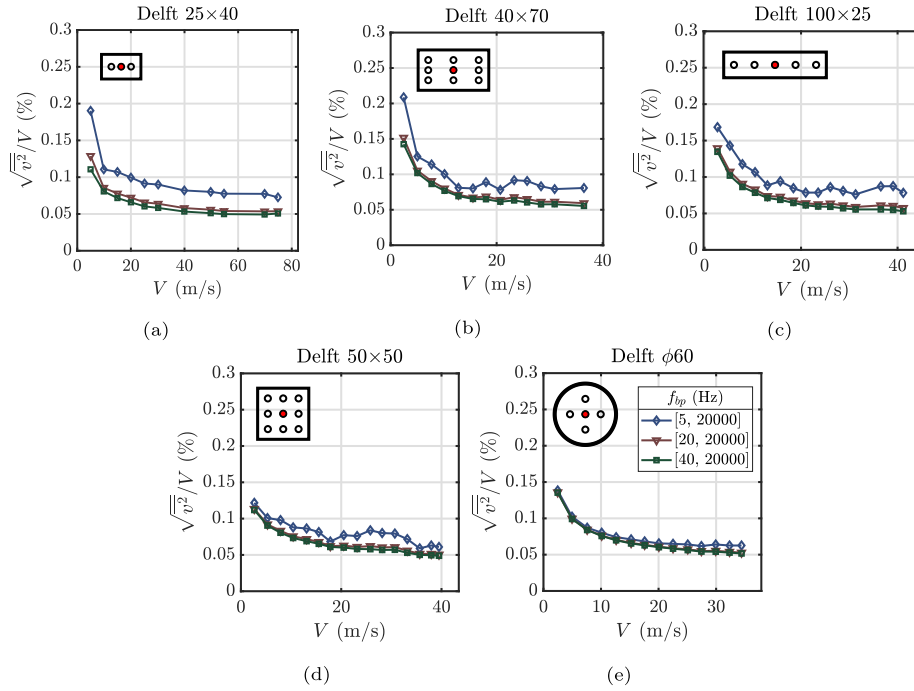 Delft 25×40
0.3
0.25
0.2
0.15
0.1
0.05
0
√v²/V (%)
0 20 40 60 80
V (m/s)
(a)
Delft 40×70
0.3
0.25
0.2
0.15
0.1
0.05
0
√v²/V (%)
0 20 40
V (m/s)
(b)
Delft 100×25
0.3
0.25
0.2
0.15
0.1
0.05
0
√v²/V (%)
0 20 40
V (m/s)
(c)
Delft 50×50
0.3
0.25
0.2
0.15
0.1
0.05
0
√v²/V (%)
0 20 40
V (m/s)
(d)
Delft ϕ60
0.3
0.25
0.2
0.15
0.1
0.05
0
√v²/V (%)
f_bp (Hz)
[5, 20000]
[20, 20000]
[40, 20000]
0 10 20 30
V (m/s)
(e)